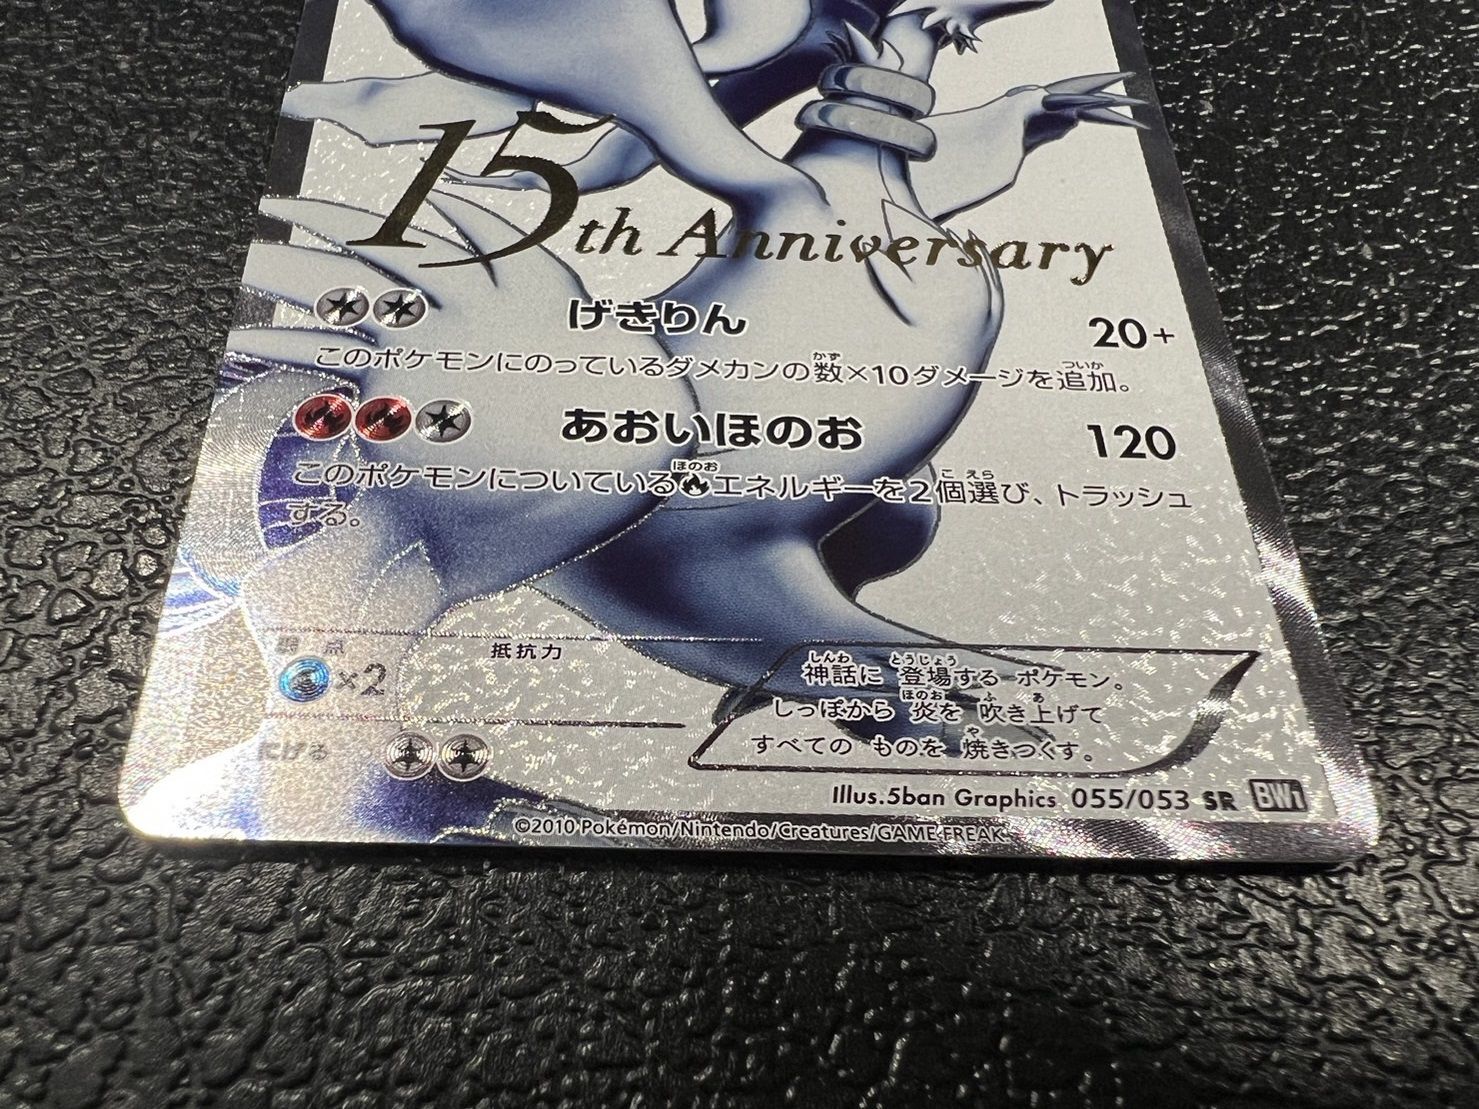 15th Anniversary
げきりん 20+
このポケモンにのっているダメカンの数×10ダメージを追加。
あおいほのお 120
このポケモンについているエネルギーを2個選び、トラッシュ
する。
弱点 抵抗力
×2
にげる
神話に 登場する ポケモン。
しっぽから 炎を 吹き上げて
すべての ものを 焼きつくす。
Illus.5ban Graphics 055/053 SR BW1
©2010 Pokémon/Nintendo/Creatures/GAME FREAK.